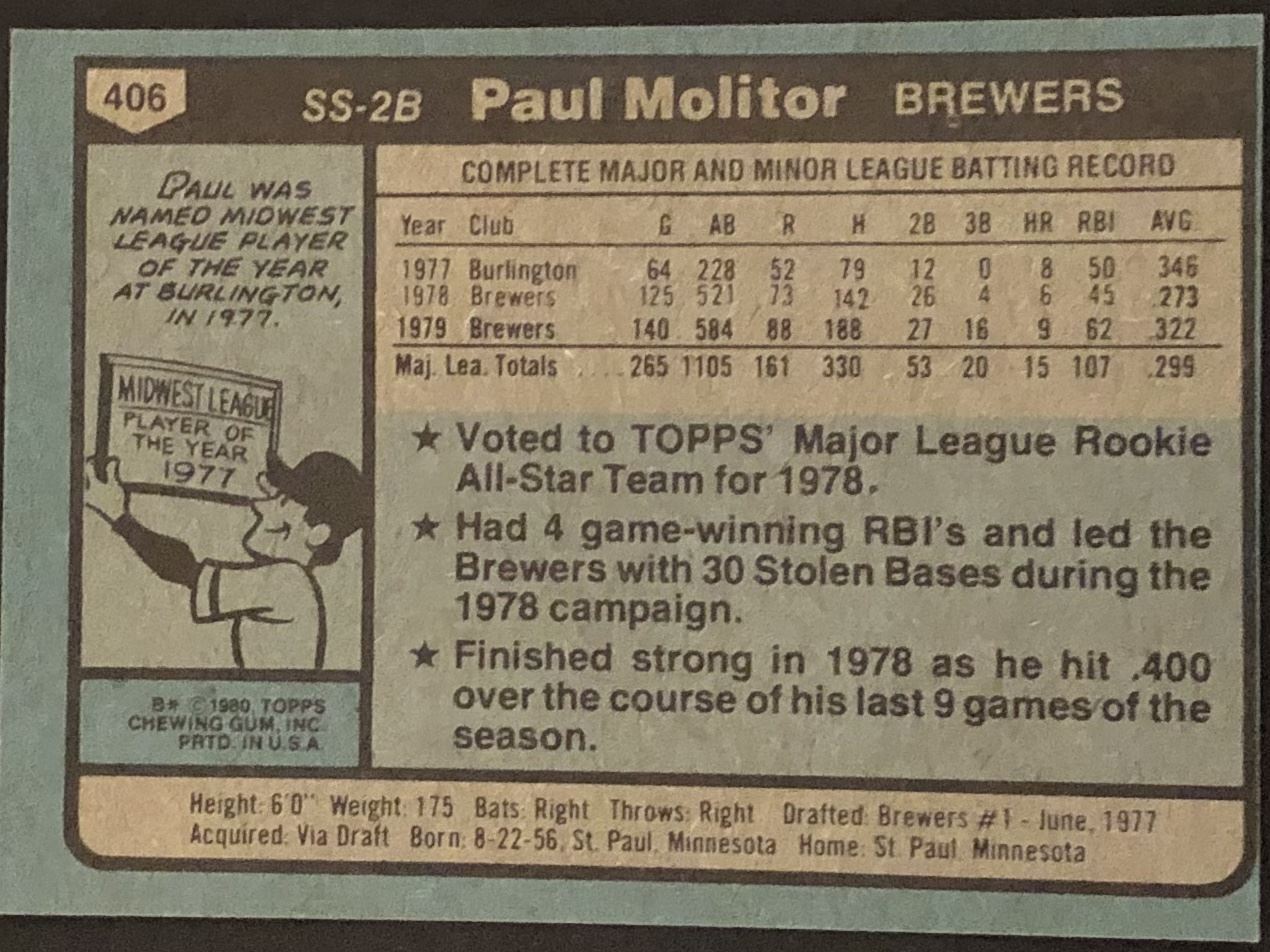 406 SS-2B Paul Molitor BREWERS
PAUL WAS
NAMED MIDWEST
LEAGUE PLAYER
OF THE YEAR
AT BURLINGTON,
IN 1977.
MIDWEST LEAGUE
PLAYER OF
THE YEAR
1977
B* © 1980, TOPPS
CHEWING GUM, INC.
PRTD. IN U.S.A.
COMPLETE MAJOR AND MINOR LEAGUE BATTING RECORD
Year Club G AB R H 2B 3B HR RBI AVG.
1977 Burlington 64 228 52 79 12 0 8 50 .346
1978 Brewers 125 521 73 142 26 4 6 45 .273
1979 Brewers 140 584 88 188 27 16 9 62 .322
Maj. Lea. Totals .... 265 1105 161 330 53 20 15 107 .299
★ Voted to TOPPS' Major League Rookie
All-Star Team for 1978.
★ Had 4 game-winning RBI's and led the
Brewers with 30 Stolen Bases during the
1978 campaign.
★ Finished strong in 1978 as he hit .400
over the course of his last 9 games of the
season.
Height: 6'0" Weight: 175 Bats: Right Throws: Right Drafted: Brewers #1 - June, 1977
Acquired: Via Draft Born: 8-22-56, St. Paul, Minnesota Home: St. Paul, Minnesota